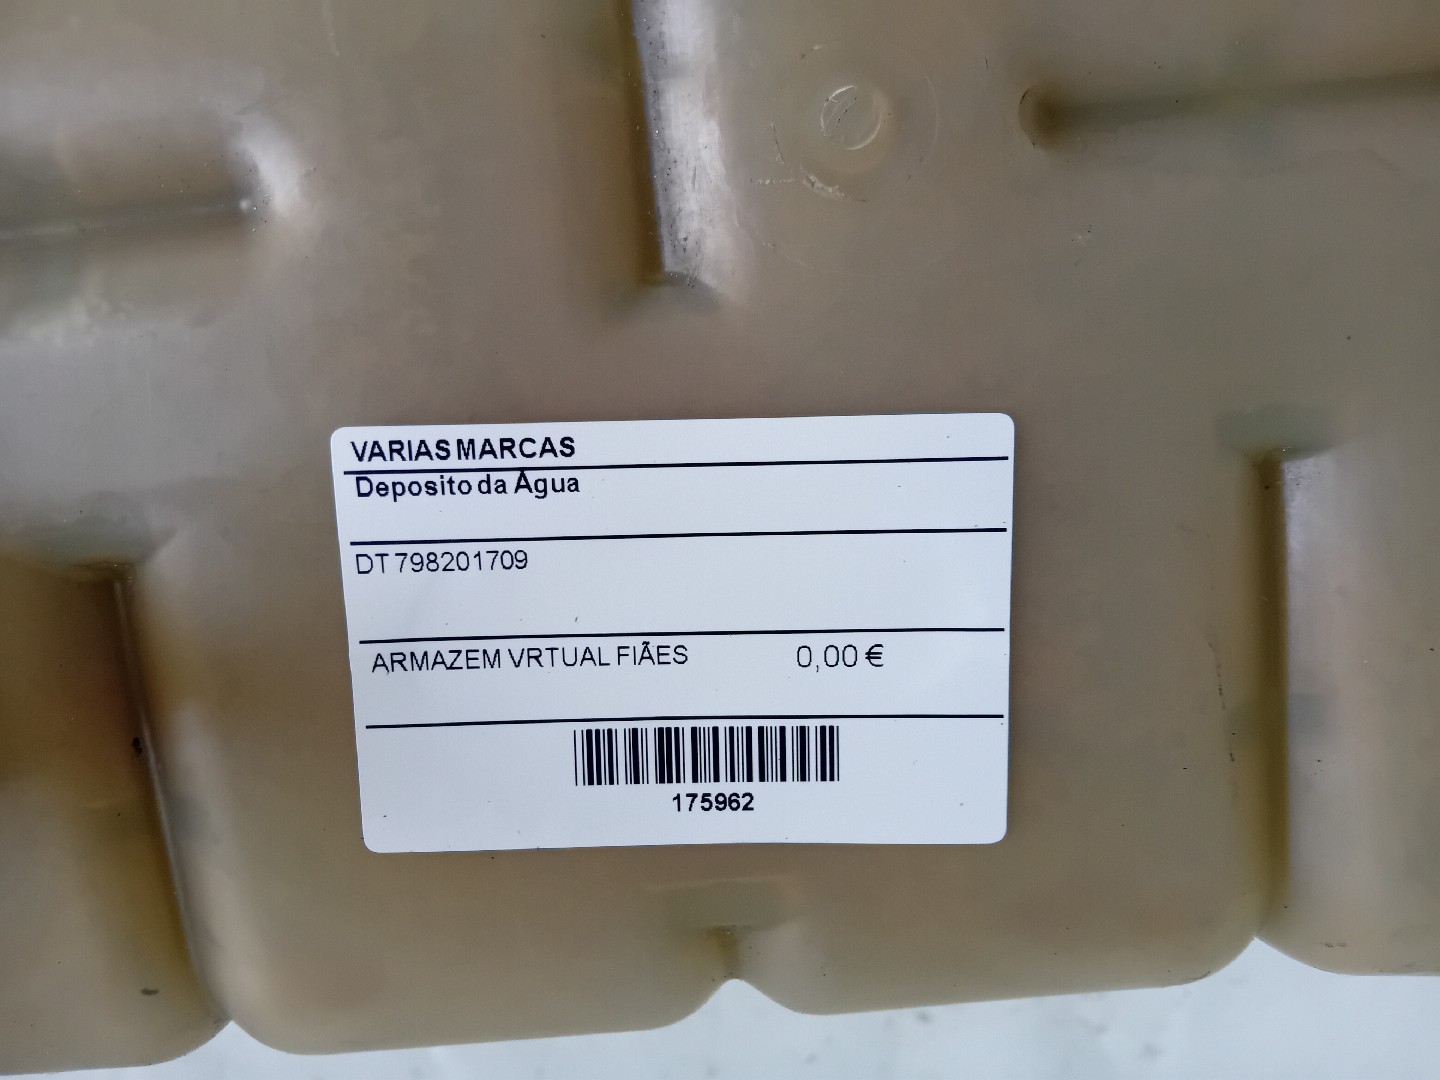 VARIAS MARCAS
Deposito da Água
DT 798201709
ARMAZEM VRTUAL FIÃES 0,00 €
175962